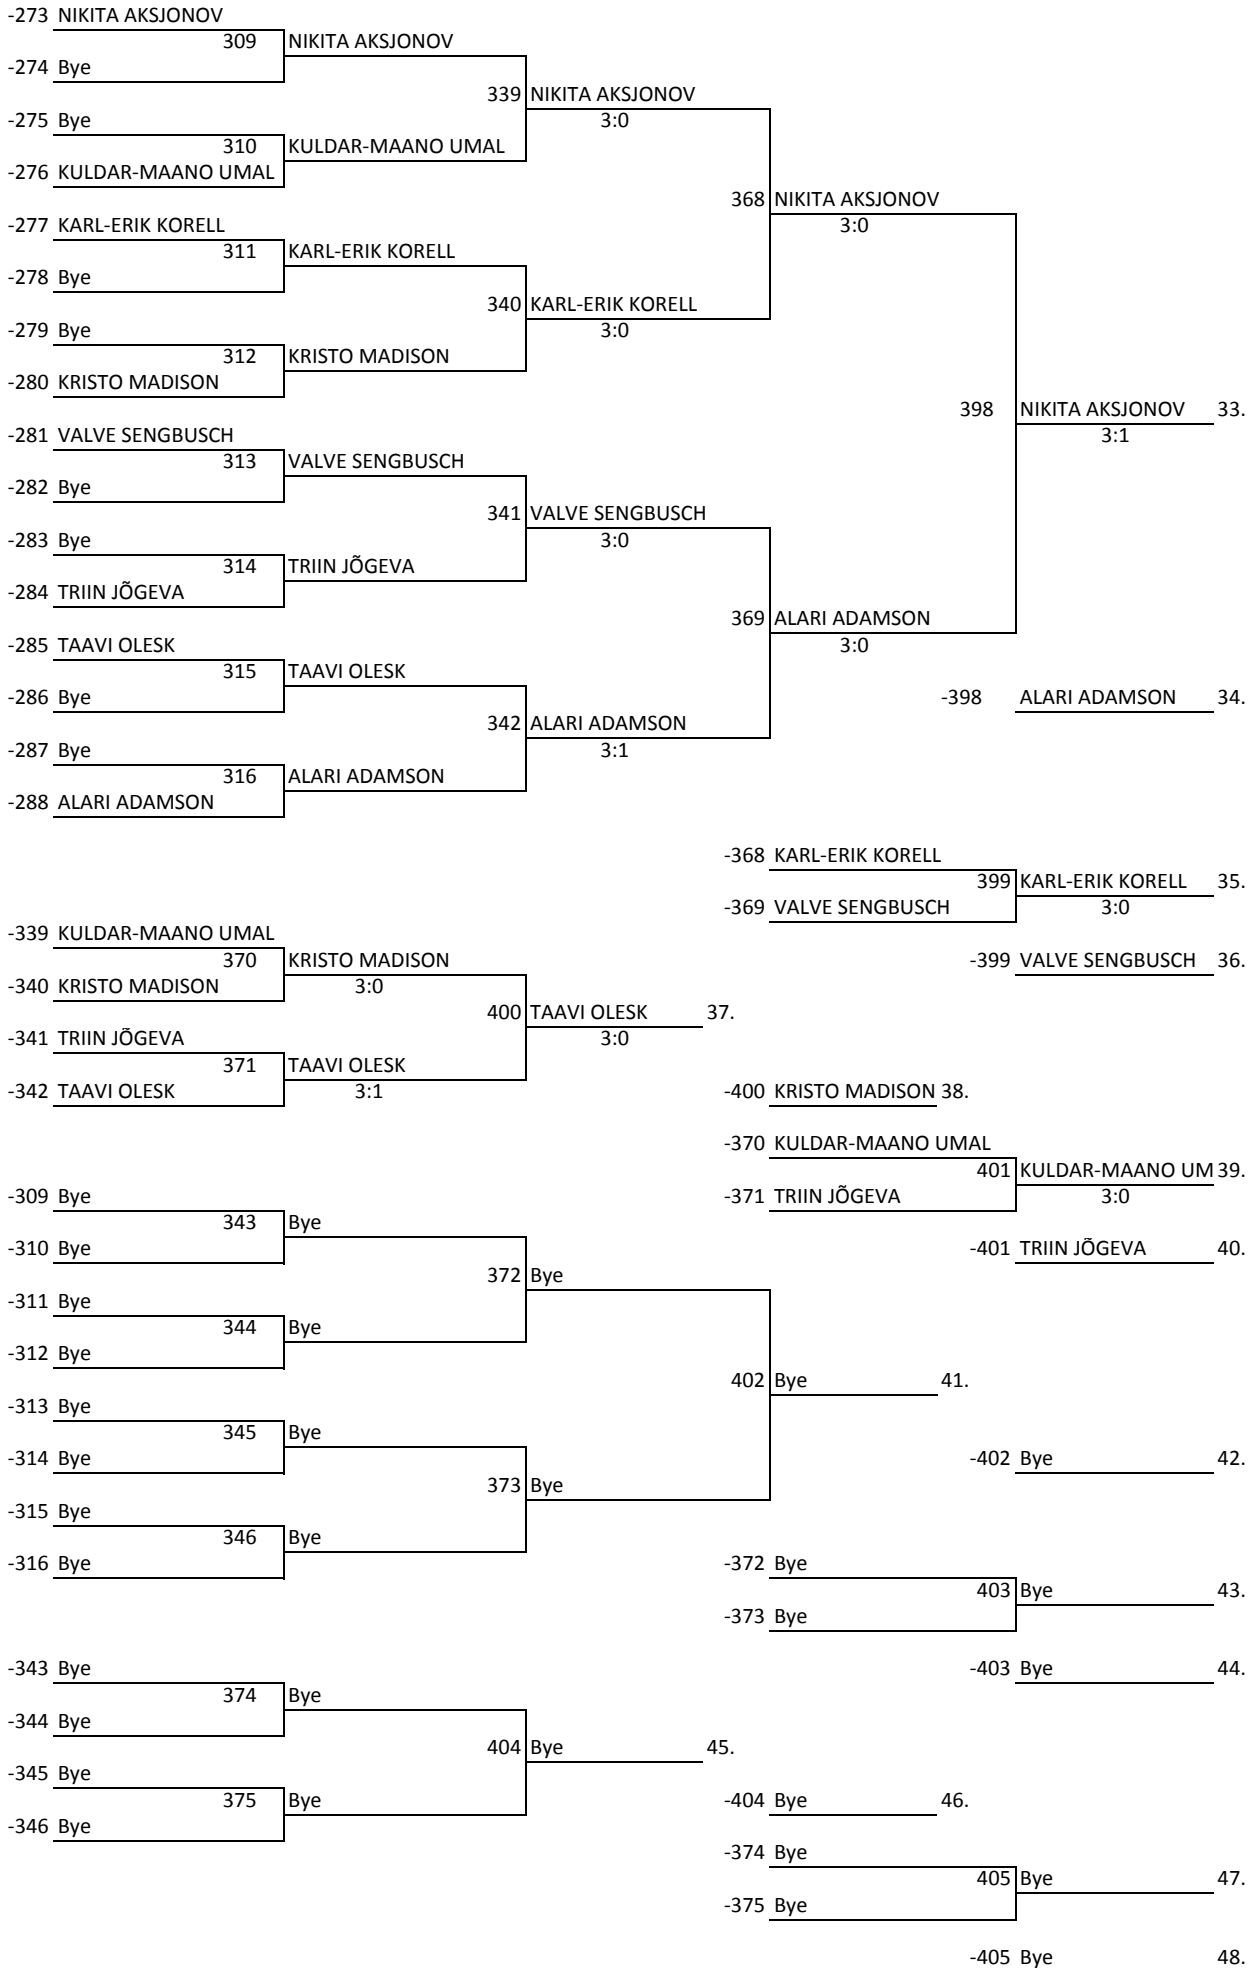 -273 NIKITA AKSJONOV
309 NIKITA AKSJONOV
-274 Bye
339 NIKITA AKSJONOV
3:0
-275 Bye
310 KULDAR-MAANO UMAL
-276 KULDAR-MAANO UMAL
368 NIKITA AKSJONOV
3:0
-277 KARL-ERIK KORELL
311 KARL-ERIK KORELL
-278 Bye
340 KARL-ERIK KORELL
3:0
-279 Bye
312 KRISTO MADISON
-280 KRISTO MADISON
398 NIKITA AKSJONOV 33.
3:1
-281 VALVE SENGBUSCH
313 VALVE SENGBUSCH
-282 Bye
341 VALVE SENGBUSCH
3:0
-283 Bye
314 TRIIN JÕGEVA
-284 TRIIN JÕGEVA
369 ALARI ADAMSON
3:0
-285 TAAVI OLESK
315 TAAVI OLESK
-286 Bye
-398 ALARI ADAMSON 34.
342 ALARI ADAMSON
3:1
-287 Bye
316 ALARI ADAMSON
-288 ALARI ADAMSON
-368 KARL-ERIK KORELL
399 KARL-ERIK KORELL 35.
3:0
-369 VALVE SENGBUSCH
-339 KULDAR-MAANO UMAL
370 KRISTO MADISON
3:0
-399 VALVE SENGBUSCH 36.
-340 KRISTO MADISON
400 TAAVI OLESK 37.
3:0
-341 TRIIN JÕGEVA
371 TAAVI OLESK
3:1
-342 TAAVI OLESK
-400 KRISTO MADISON 38.
-370 KULDAR-MAANO UMAL
401 KULDAR-MAANO UM 39.
3:0
-371 TRIIN JÕGEVA
-309 Bye
343 Bye
-310 Bye
-401 TRIIN JÕGEVA 40.
372 Bye
-311 Bye
344 Bye
-312 Bye
402 Bye 41.
-313 Bye
345 Bye
-314 Bye
-402 Bye 42.
373 Bye
-315 Bye
346 Bye
-316 Bye
-372 Bye
403 Bye 43.
-373 Bye
-343 Bye
-403 Bye 44.
374 Bye
-344 Bye
404 Bye 45.
-345 Bye
375 Bye
-346 Bye
-404 Bye 46.
-374 Bye
405 Bye 47.
-375 Bye
-405 Bye 48.